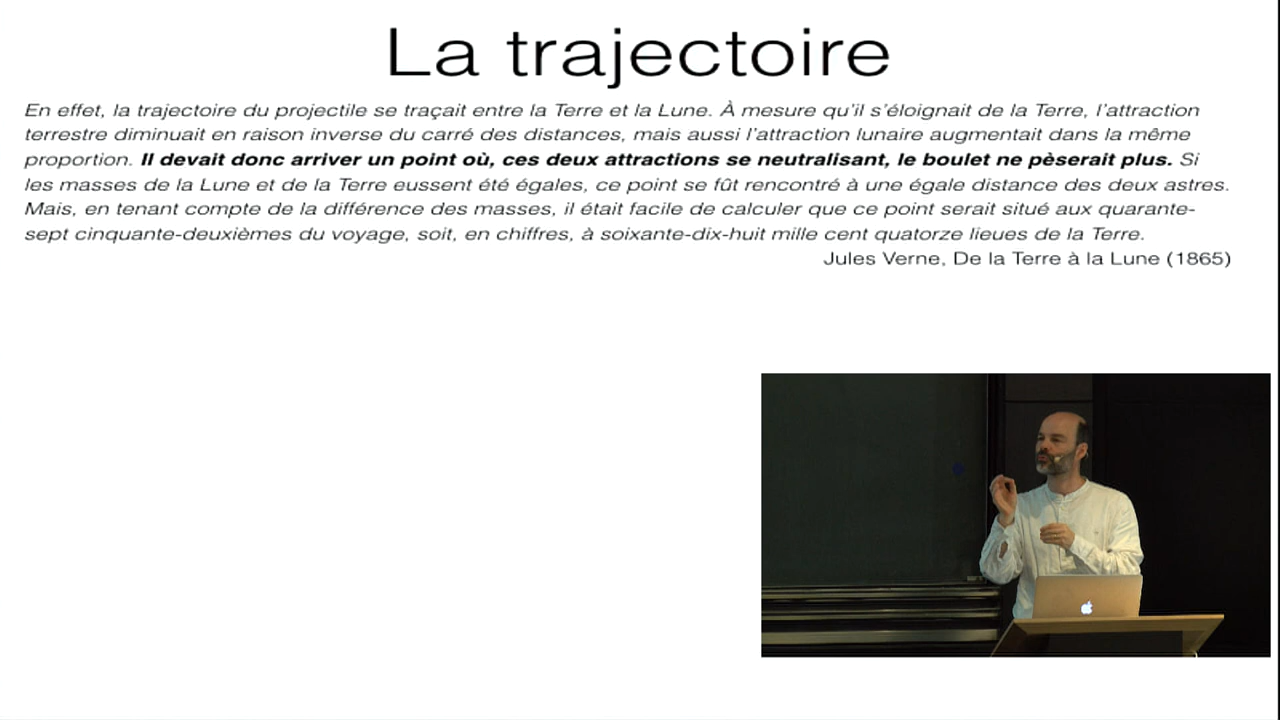 La trajectoire
En effet, la trajectoire du projectile se traçait entre la Terre et la Lune. À mesure qu'il s'éloignait de la Terre, l'attraction
terrestre diminuait en raison inverse du carré des distances, mais aussi l'attraction lunaire augmentait dans la même
proportion. Il devait donc arriver un point où, ces deux attractions se neutralisant, le boulet ne pèserait plus. Si
les masses de la Lune et de la Terre eussent été égales, ce point se fût rencontré à une égale distance des deux astres.
Mais, en tenant compte de la différence des masses, il était facile de calculer que ce point serait situé aux quarante-
sept cinquante-deuxièmes du voyage, soit, en chiffres, à soixante-dix-huit mille cent quatorze lieues de la Terre.
Jules Verne, De la Terre à la Lune (1865)